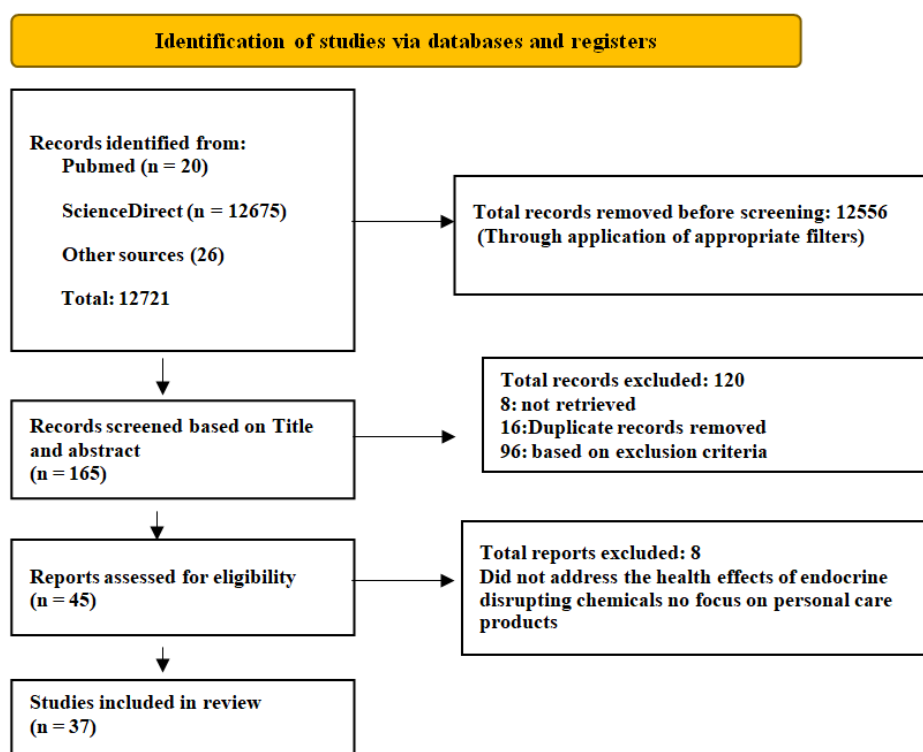 Identification of studies via databases and registers
Records identified from:
Pubmed (n = 20)
ScienceDirect (n = 12675)
Other sources (26)
Total: 12721
Total records removed before screening: 12556
(Through application of appropriate filters)
Records screened based on Title
and abstract
(n = 165)
Total records excluded: 120
8: not retrieved
16:Duplicate records removed
96: based on exclusion criteria
Reports assessed for eligibility
(n = 45)
Total reports excluded: 8
Did not address the health effects of endocrine
disrupting chemicals no focus on personal care
products
Studies included in review
(n = 37)